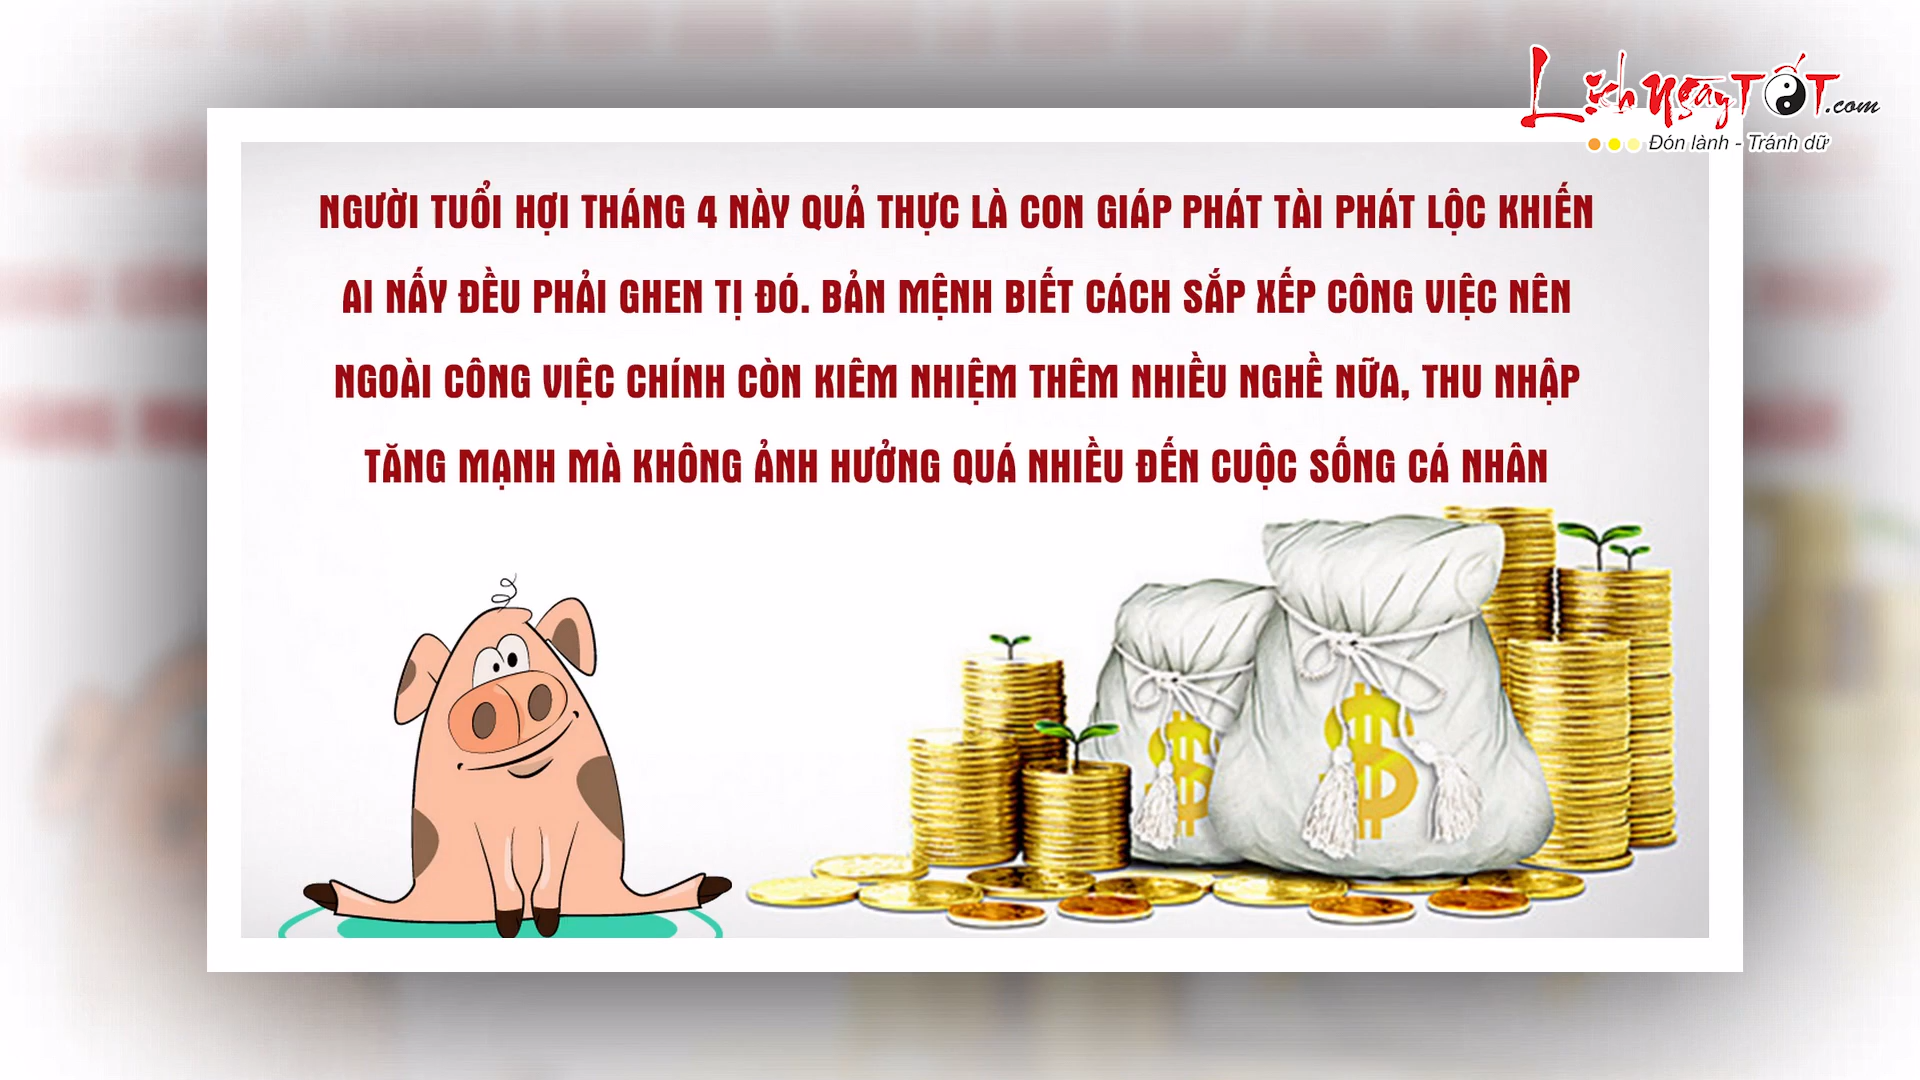 LịchNgàyTỐT.com
Đón lành - Tránh dữ
NGƯỜI TUỔI HỢI THÁNG 4 NÀY QUẢ THỰC LÀ CON GIÁP PHÁT TÀI PHÁT LỘC KHIẾN
AI NẤY ĐỀU PHẢI GHEN TỊ ĐÓ. BẢN MỆNH BIẾT CÁCH SẮP XẾP CÔNG VIỆC NÊN
NGOÀI CÔNG VIỆC CHÍNH CÒN KIÊM NHIỆM THÊM NHIỀU NGHỀ NỮA, THU NHẬP
TĂNG MẠNH MÀ KHÔNG ẢNH HƯỞNG QUÁ NHIỀU ĐẾN CUỘC SỐNG CÁ NHÂN
$
$